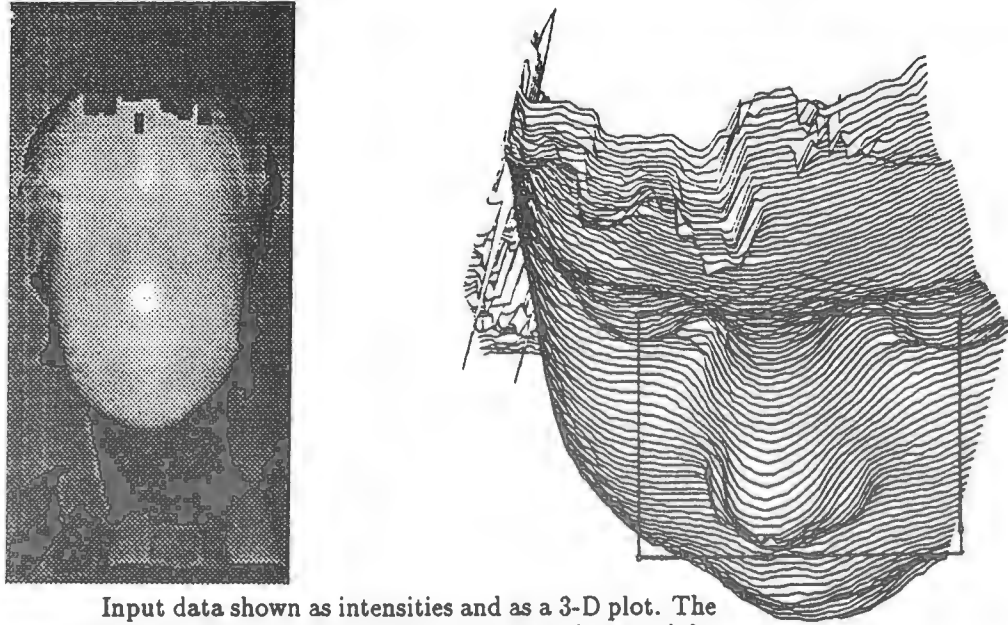 Input data shown as intensities and as a 3-D plot. The